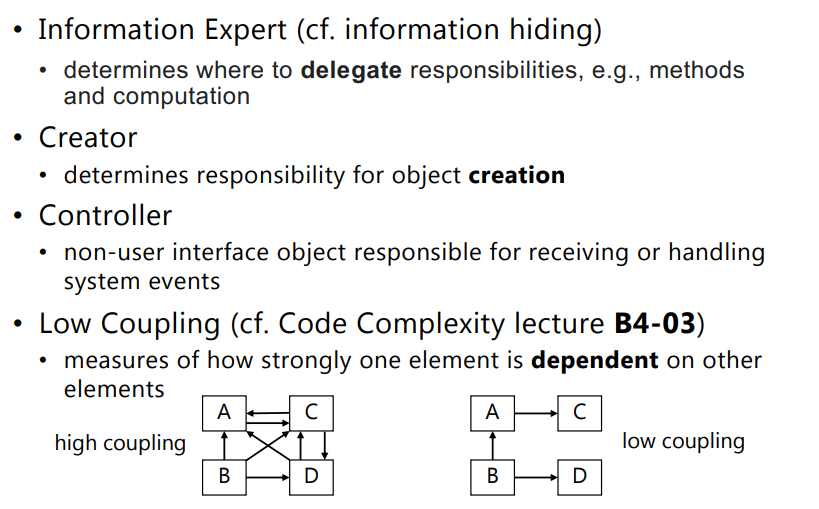 • Information Expert (cf. information hiding)
• determines where to delegate responsibilities, e.g., methods
and computation
• Creator
• determines responsibility for object creation
• Controller
• non-user interface object responsible for receiving or handling
system events
• Low Coupling (cf. Code Complexity lecture B4-03)
• measures of how strongly one element is dependent on other
elements
A C A C
high coupling low coupling
B D B D